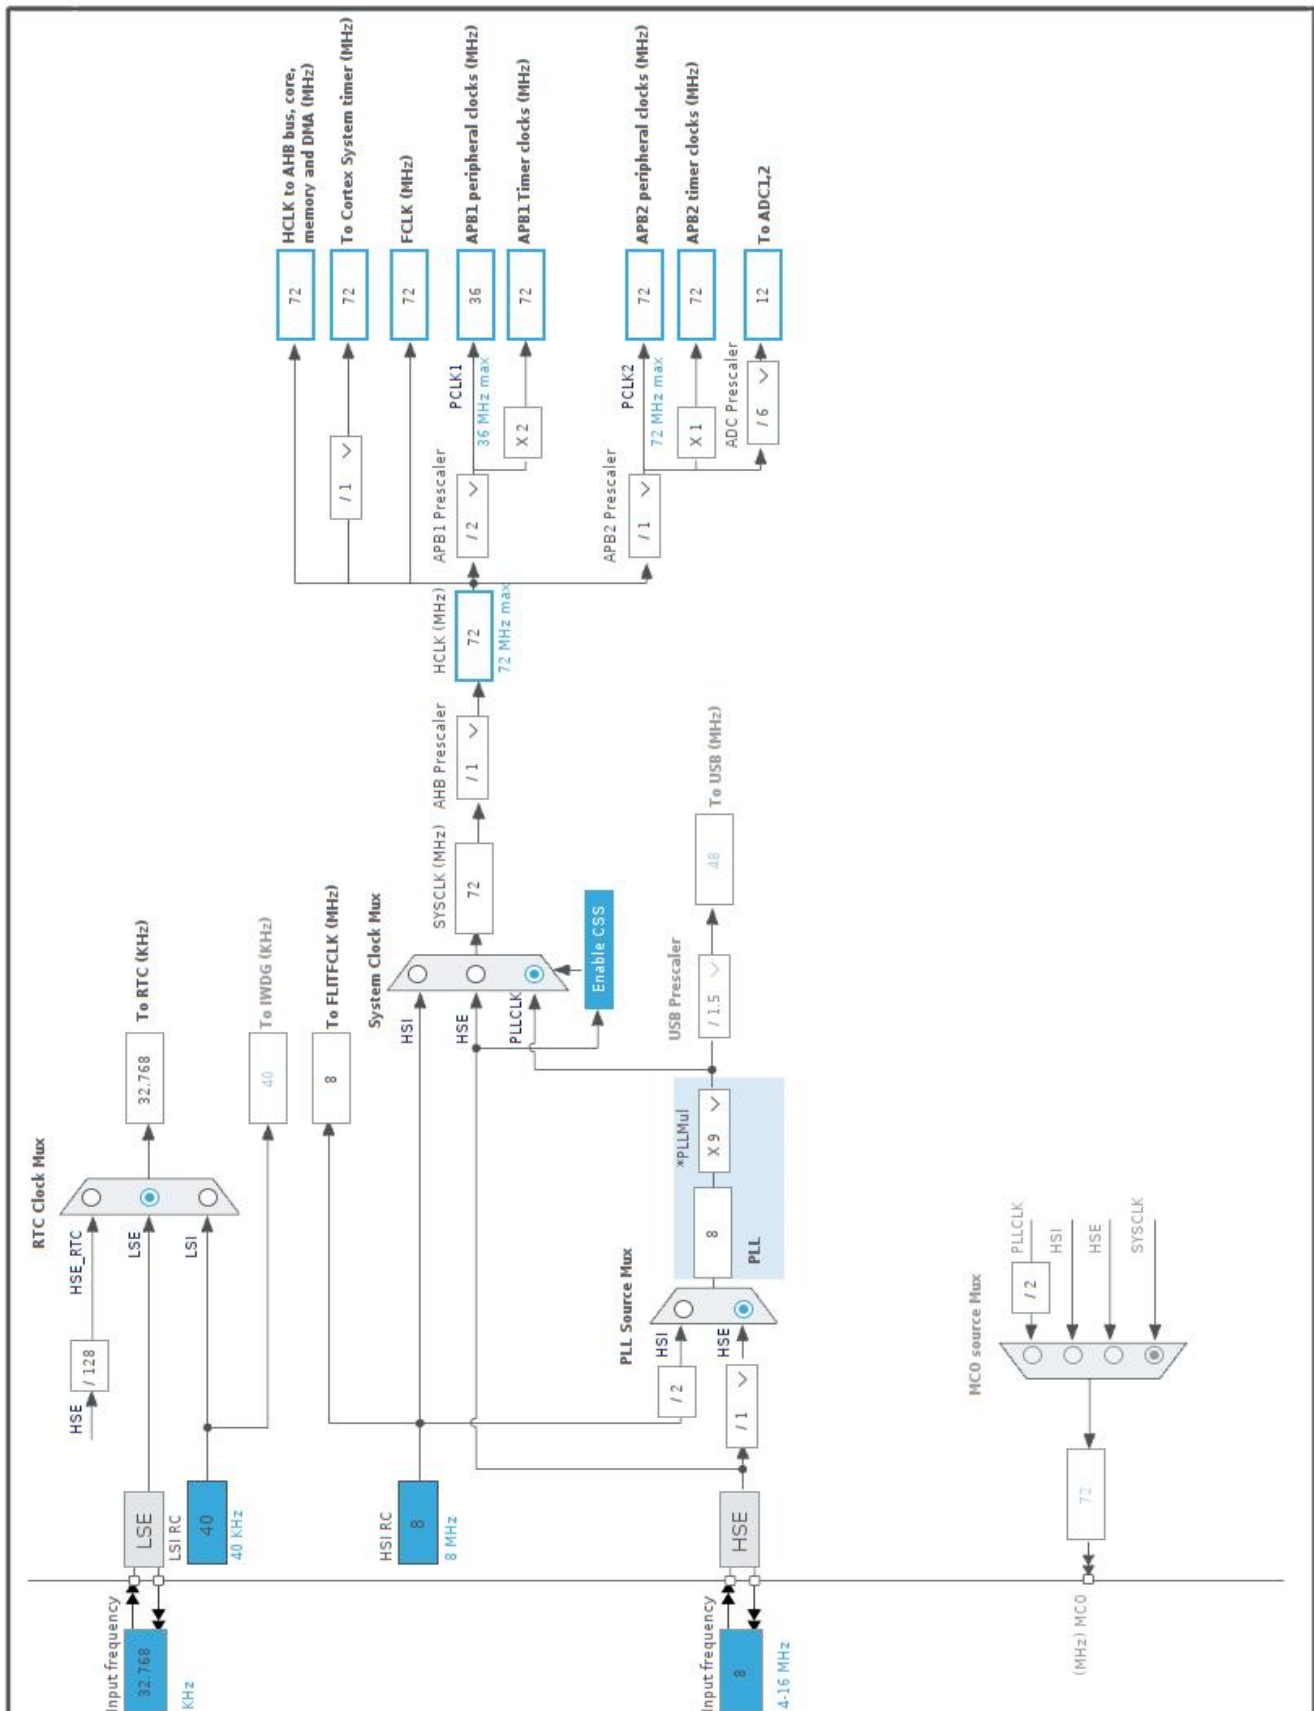 RTC Clock Mux
HSE
/ 128
HSE_RTC
Input frequency
32.768
KHz
LSE
LSE
32.768
To RTC (KHz)
LSI RC
40
40 KHz
LSI
40
To IWDG (KHz)
8
To FLITFCLK (MHz)
HSI RC
8
8 MHz
System Clock Mux
HSI
HSE
PLLCLK
Enable CSS
SYSCLK (MHz)
72
AHB Prescaler
/ 1
HCLK (MHz)
72
72 MHz max
72
HCLK to AHB bus, core,
memory and DMA (MHz)
/ 1
72
To Cortex System timer (MHz)
72
FCLK (MHz)
APB1 Prescaler
/ 2
PCLK1
36 MHz max
36
APB1 peripheral clocks (MHz)
X 2
72
APB1 Timer clocks (MHz)
APB2 Prescaler
/ 1
PCLK2
72 MHz max
72
APB2 peripheral clocks (MHz)
X 1
72
APB2 timer clocks (MHz)
ADC Prescaler
/ 6
12
To ADC1,2
PLL Source Mux
/ 2
HSI
HSE
Input frequency
8
4-16 MHz
HSE
/ 1
8
*PLLMul
X 9
PLL
USB Prescaler
/ 1.5
48
To USB (MHz)
MCO source Mux
/ 2
PLLCLK
HSI
HSE
SYSCLK
72
(MHz) MCO